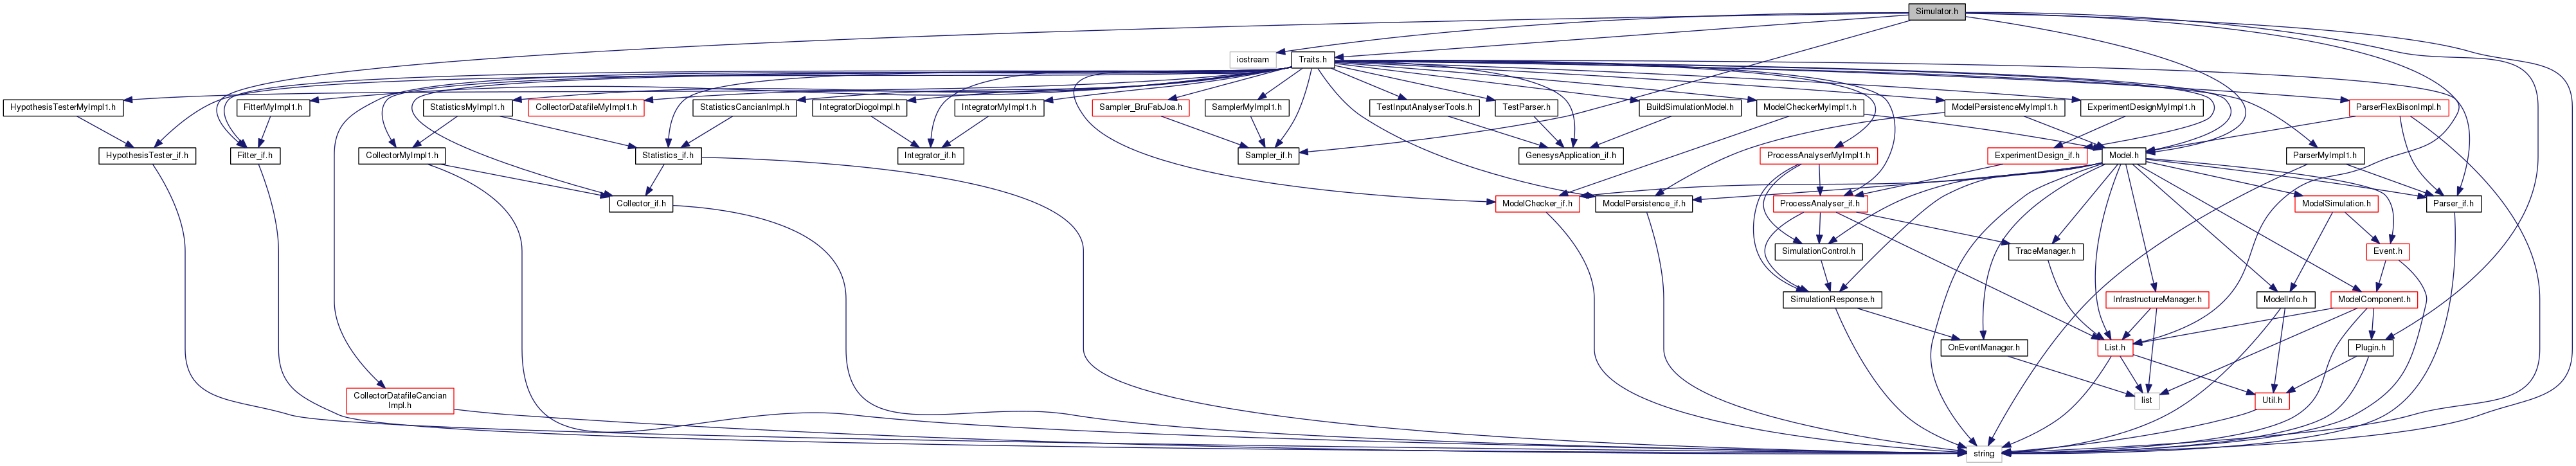 Simulator.h
iostream
Traits.h
HypothesisTesterMyImpl1.h
FitterMyImpl1.h
StatisticsMyImpl1.h
CollectorDatafileMyImpl1.h
StatisticsCancianImpl.h
IntegratorDiogoImpl.h
IntegratorMyImpl1.h
Sampler_BruFabJoa.h
SamplerMyImpl1.h
TestInputAnalyserTools.h
TestParser.h
BuildSimulationModel.h
ModelCheckerMyImpl1.h
ModelPersistenceMyImpl1.h
ExperimentDesignMyImpl1.h
ParserFlexBisonImpl.h
HypothesisTester_if.h
Fitter_if.h
CollectorMyImpl1.h
Statistics_if.h
Integrator_if.h
Sampler_if.h
GenesysApplication_if.h
ProcessAnalyserMyImpl1.h
ExperimentDesign_if.h
Model.h
ParserMyImpl1.h
Collector_if.h
ModelChecker_if.h
ModelPersistence_if.h
ProcessAnalyser_if.h
ModelSimulation.h
Parser_if.h
SimulationControl.h
TraceManager.h
Event.h
SimulationResponse.h
InfrastructureManager.h
ModelInfo.h
ModelComponent.h
OnEventManager.h
List.h
Plugin.h
CollectorDatafileCancian
Impl.h
list
Util.h
string